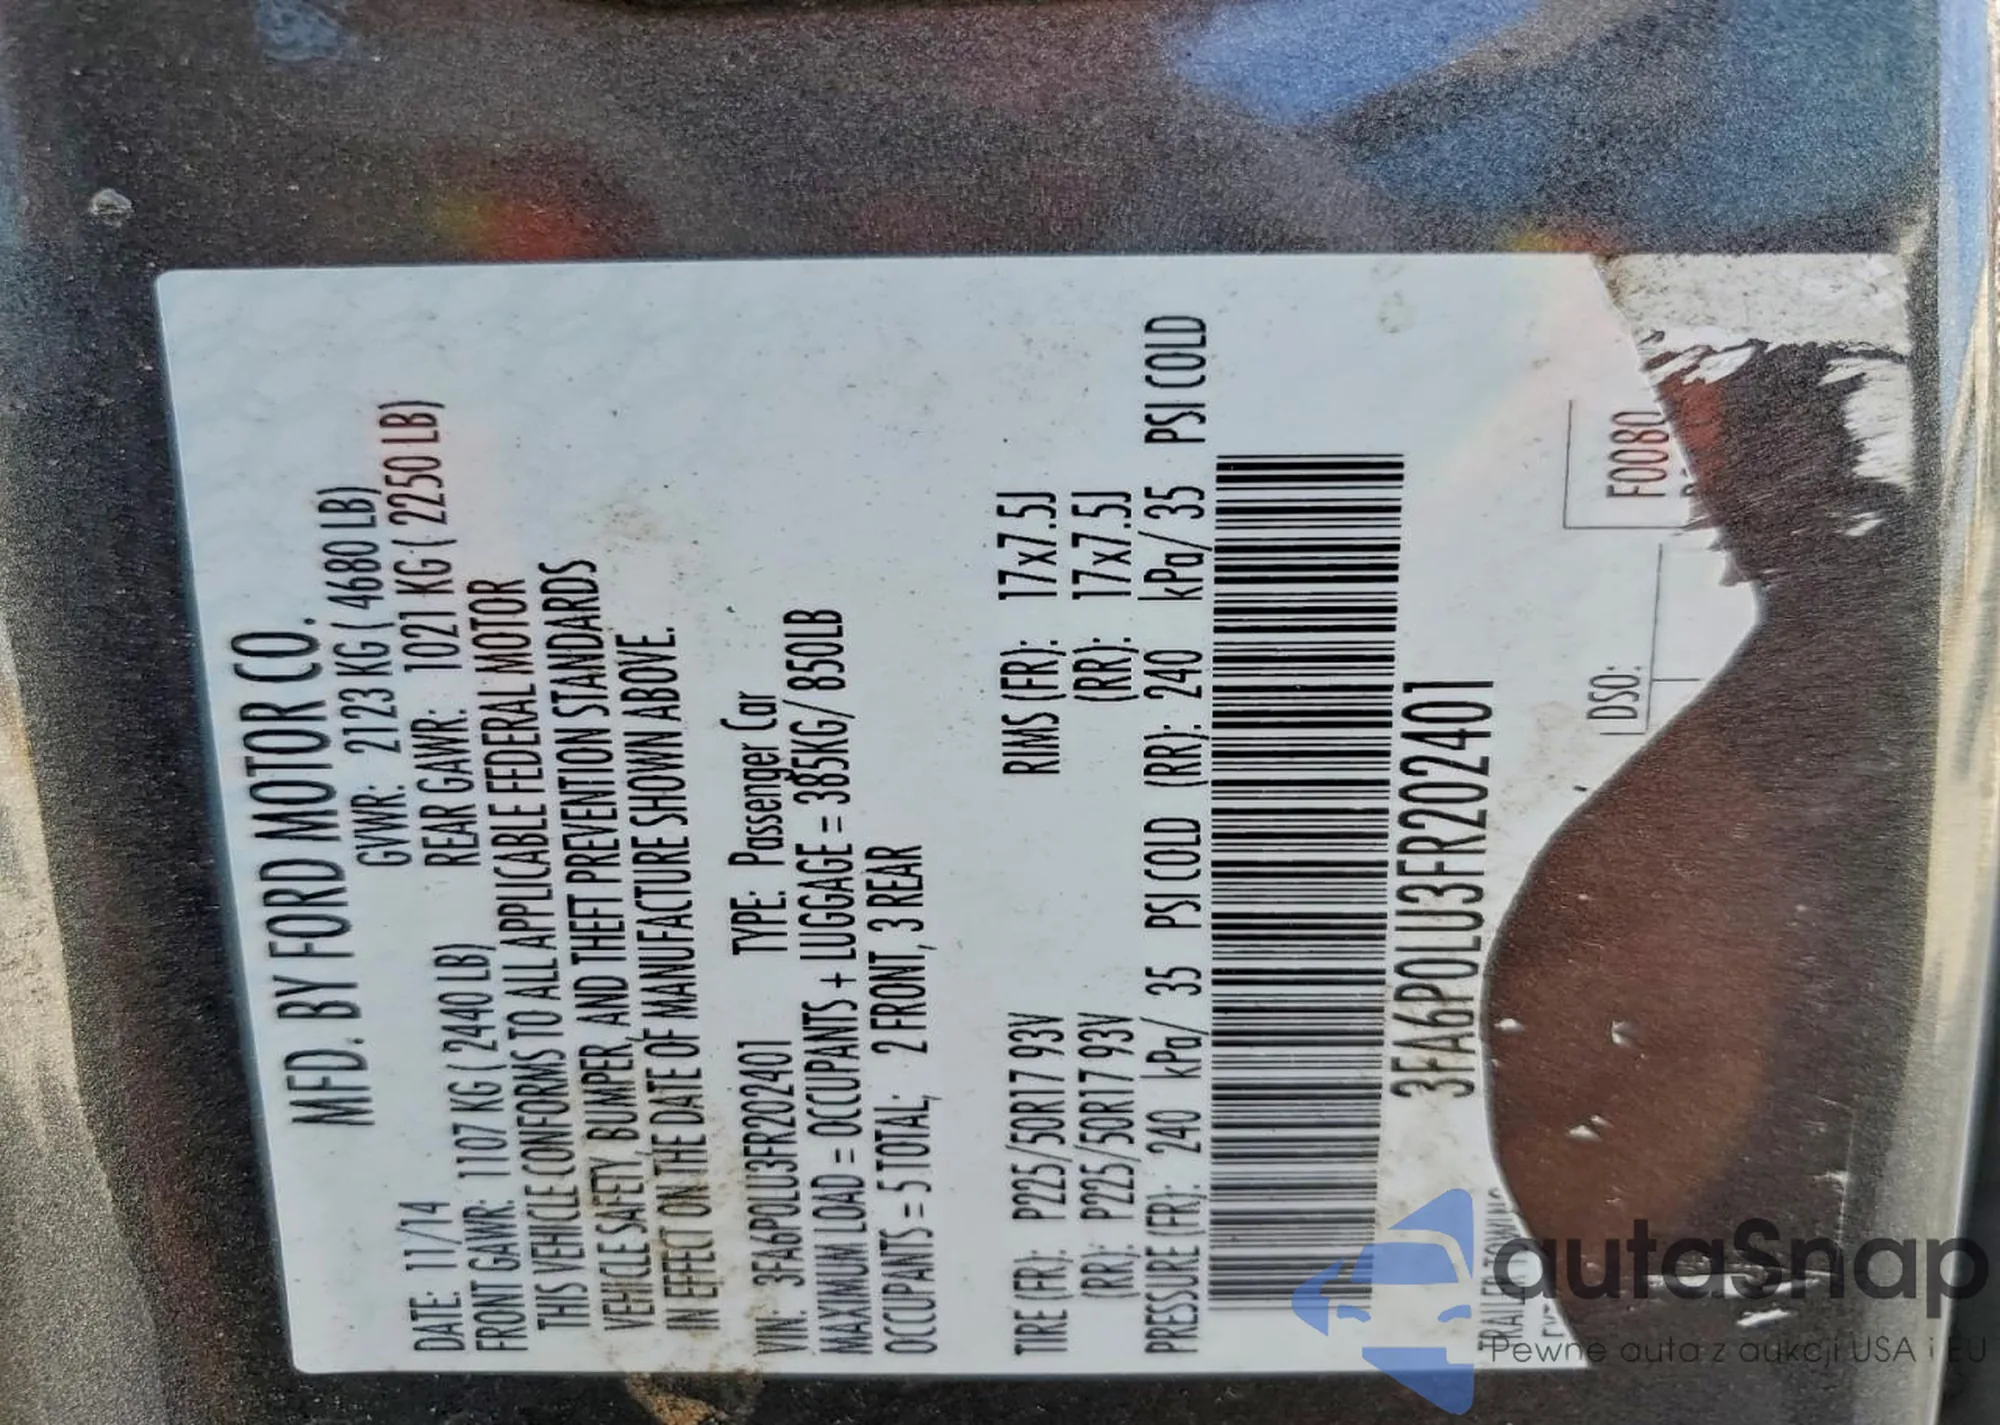 MFD. BY FORD MOTOR CO.
DATE: 11/14 GVWR: 2123 KG ( 4680 LB)
FRONT GAWR: 1107 KG ( 2440 LB) REAR GAWR: 1021 KG ( 2250 LB)
THIS VEHICLE CONFORMS TO ALL APPLICABLE FEDERAL MOTOR
VEHICLE SAFETY, BUMPER, AND THEFT PREVENTION STANDARDS
IN EFFECT ON THE DATE OF MANUFACTURE SHOWN ABOVE.
VIN: 3FA6P0LU3FR202401 TYPE: Passenger Car
MAXIMUM LOAD = OCCUPANTS + LUGGAGE = 385KG/ 850LB
OCCUPANTS = 5 TOTAL; 2 FRONT, 3 REAR
TIRE (FR): P225/50R17 93V RIMS (FR): 17x7.5J
(RR): P225/50R17 93V (RR): 17x7.5J
PRESSURE (FR): 240 kPa/ 35 PSI COLD (RR): 240 kPa/ 35 PSI COLD
3FA6P0LU3FR202401
TRAILER TOWING
DSO:
F00B0
autaSnap
Pewne auta z aukcji USA i EU